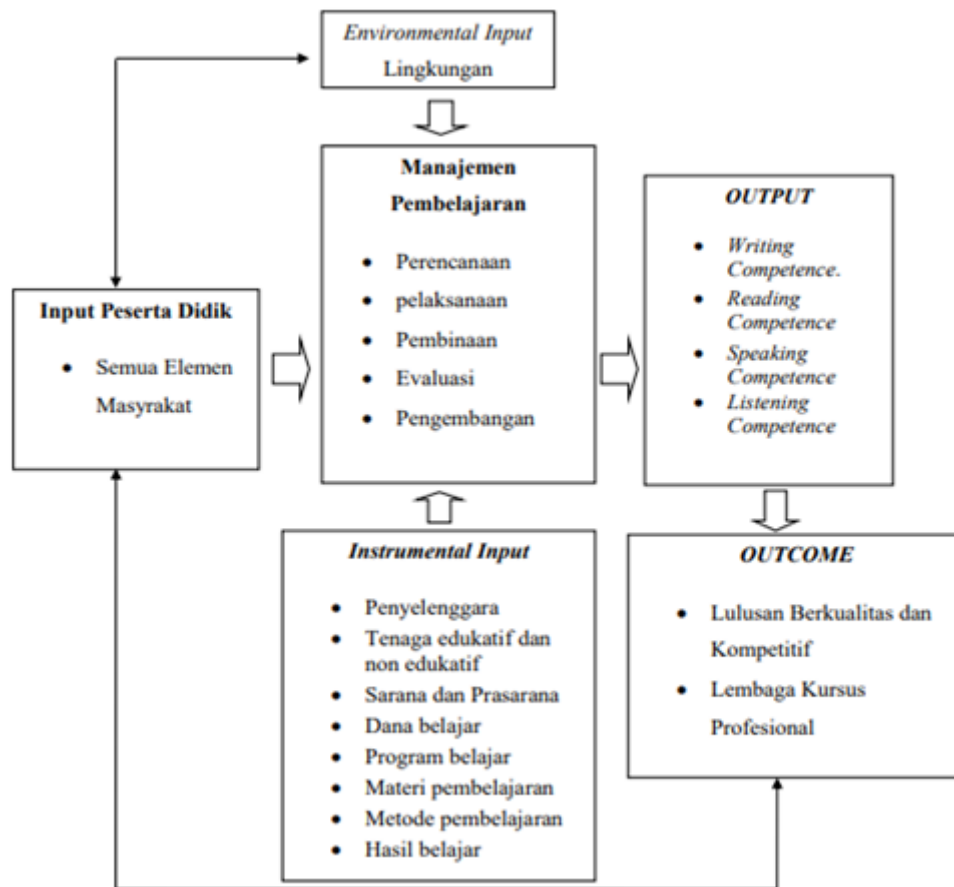 Environmental Input
Lingkungan
Manajemen
Pembelajaran
• Perencanaan
• pelaksanaan
• Pembinaan
• Evaluasi
• Pengembangan
OUTPUT
• Writing
Competence.
• Reading
Competence
• Speaking
Competence
• Listening
Competence
Input Peserta Didik
• Semua Elemen
Masyrakat
Instrumental Input
• Penyelenggara
• Tenaga edukatif dan
non edukatif
• Sarana dan Prasarana
• Dana belajar
• Program belajar
• Materi pembelajaran
• Metode pembelajaran
• Hasil belajar
OUTCOME
• Lulusan Berkualitas dan
Kompetitif
• Lembaga Kursus
Profesional